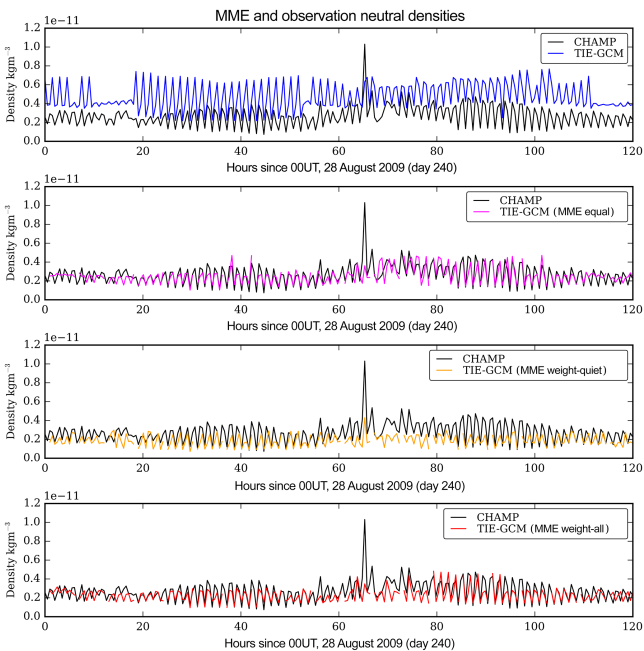 MME and observation neutral densities
1e−11
1.2
1.0
0.8
0.6
0.4
0.2
0.0
Density kgm⁻³
CHAMP
TIE-GCM
0 20 40 60 80 100 120
Hours since 00UT, 28 August 2009 (day 240)
1e−11
1.2
1.0
0.8
0.6
0.4
0.2
0.0
Density kgm⁻³
CHAMP
TIE-GCM (MME equal)
0 20 40 60 80 100 120
Hours since 00UT, 28 August 2009 (day 240)
1e−11
1.2
1.0
0.8
0.6
0.4
0.2
0.0
Density kgm⁻³
CHAMP
TIE-GCM (MME weight-quiet)
0 20 40 60 80 100 120
Hours since 00UT, 28 August 2009 (day 240)
1e−11
1.2
1.0
0.8
0.6
0.4
0.2
0.0
Density kgm⁻³
CHAMP
TIE-GCM (MME weight-all)
0 20 40 60 80 100 120
Hours since 00UT, 28 August 2009 (day 240)